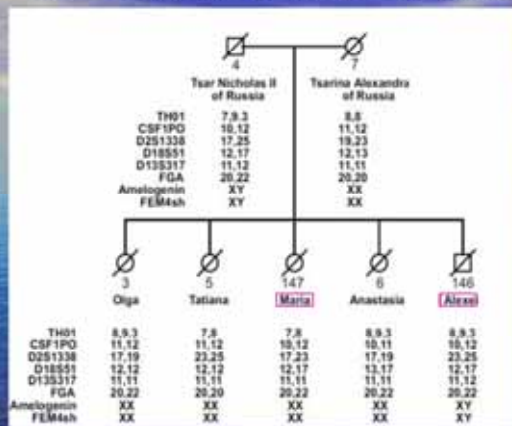 4 7
Tsar Nicholas II Tsarina Alexandra
of Russia of Russia
TH01 7,9.3 8,8
CSF1PO 10,12 11,12
D2S1338 17,25 19,23
D18S51 12,17 12,13
D13S317 11,12 11,11
FGA 20,22 20,20
Amelogenin XY XX
FEM4sh XY XX
3 5 147 6 146
Olga Tatiana Maria Anastasia Alexei
TH01 8,9.3 7,8 7,8 8,9.3 8,9.3
CSF1PO 11,12 11,12 10,12 10,11 10,12
D2S1338 17,19 23,25 17,23 17,19 23,25
D18S51 12,12 12,12 12,17 13,17 12,17
D13S317 11,11 11,11 11,11 11,11 11,12
FGA 20,22 20,20 20,22 20,22 20,22
Amelogenin XX XX XX XX XY
FEM4sh XX XX XX XX XY